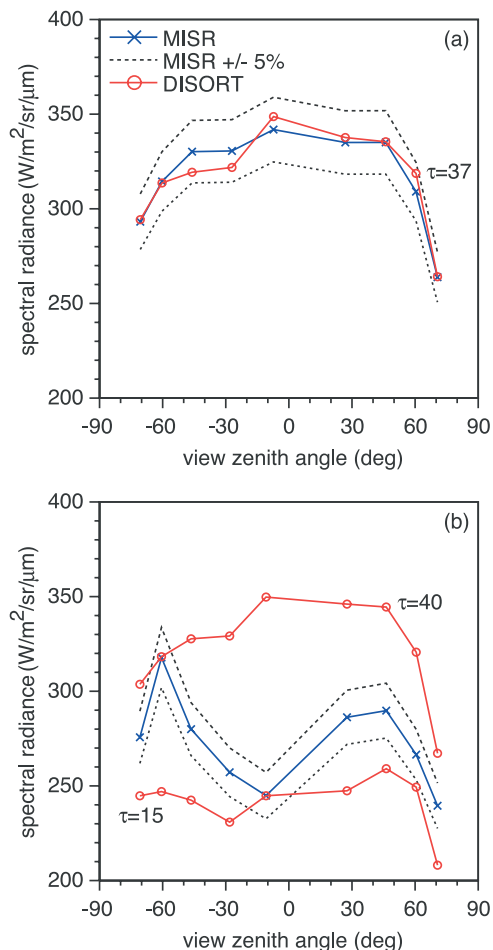 400
(a)
MISR
MISR +/- 5%
DISORT
350
τ=37
300
250
200
-90
-60
-30
0
30
60
90
spectral radiance (W/m²/sr/μm)
view zenith angle (deg)
400
(b)
350
τ=40
300
250
τ=15
200
-90
-60
-30
0
30
60
90
spectral radiance (W/m²/sr/μm)
view zenith angle (deg)